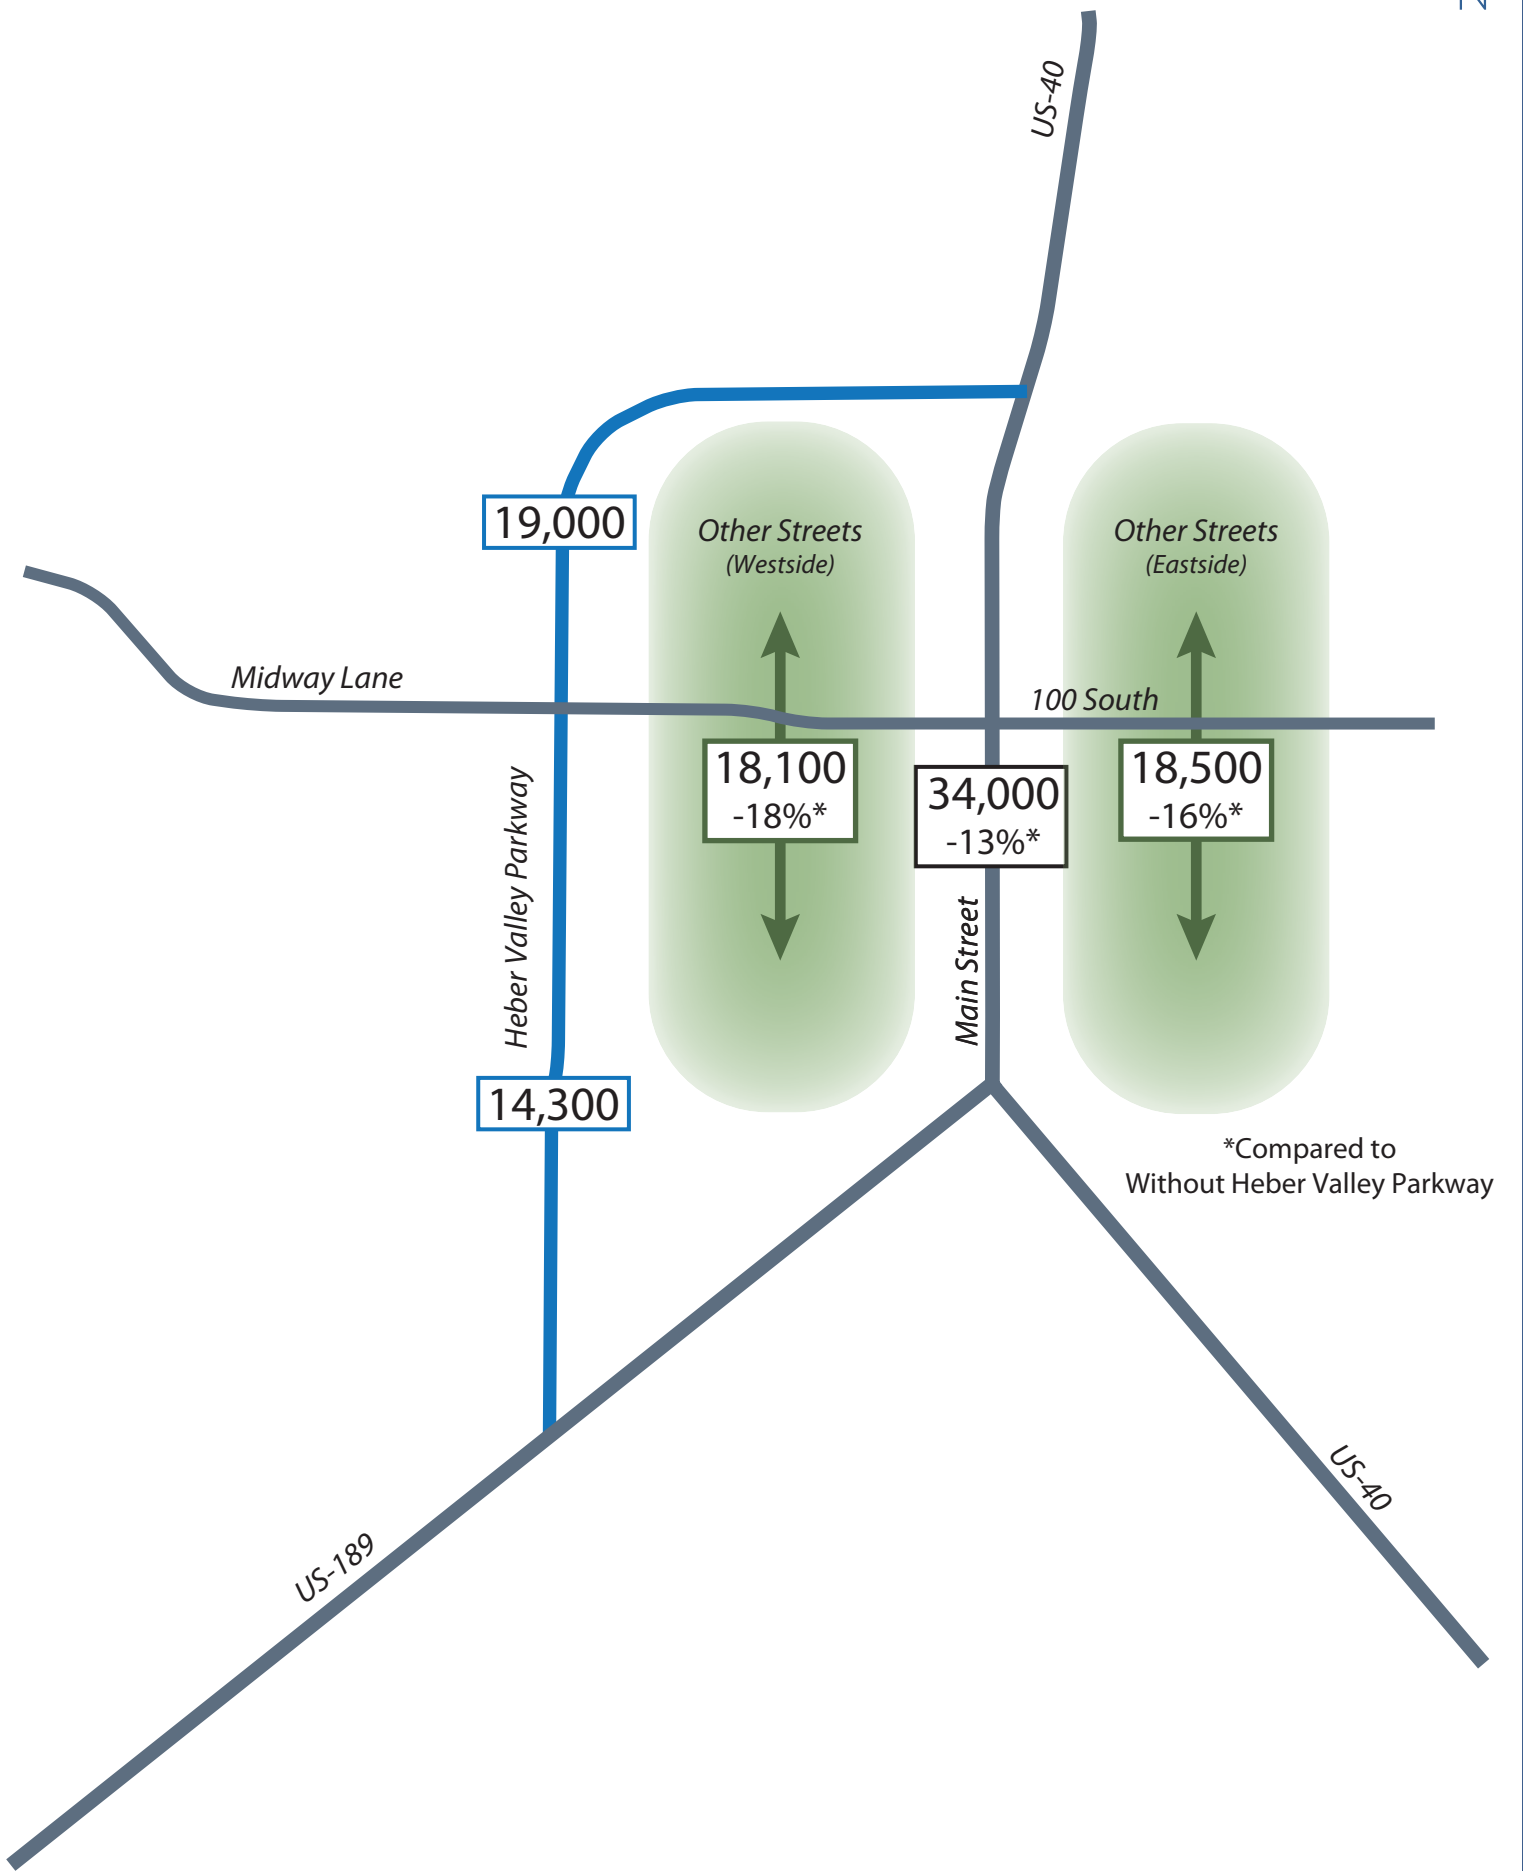 US-40
19,000
Other Streets
(Westside)
Other Streets
(Eastside)
Midway Lane
100 South
18,100
-18%*
34,000
-13%*
18,500
-16%*
Heber Valley Parkway
Main Street
14,300
*Compared to
Without Heber Valley Parkway
US-40
US-189